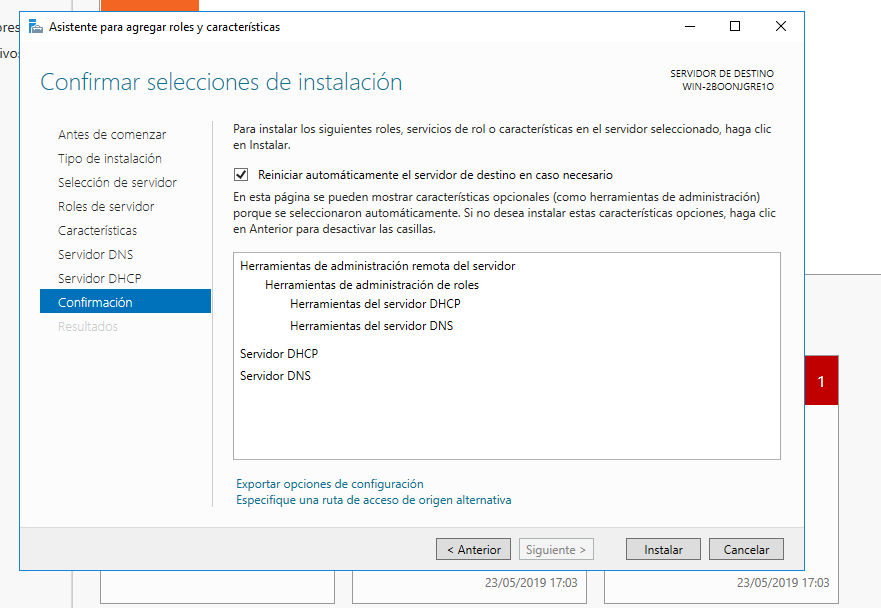 Asistente para agregar roles y características
Confirmar selecciones de instalación
SERVIDOR DE DESTINO
WIN-2BOONJGRE1O
Antes de comenzar
Tipo de instalación
Selección de servidor
Roles de servidor
Características
Servidor DNS
Servidor DHCP
Confirmación
Resultados
Para instalar los siguientes roles, servicios de rol o características en el servidor seleccionado, haga clic
en Instalar.
Reiniciar automáticamente el servidor de destino en caso necesario
En esta página se pueden mostrar características opcionales (como herramientas de administración)
porque se seleccionaron automáticamente. Si no desea instalar estas características opciones, haga clic
en Anterior para desactivar las casillas.
Herramientas de administración remota del servidor
Herramientas de administración de roles
Herramientas del servidor DHCP
Herramientas del servidor DNS
Servidor DHCP
Servidor DNS
Exportar opciones de configuración
Especifique una ruta de acceso de origen alternativa
< Anterior
Siguiente >
Instalar
Cancelar
1
23/05/2019 17:03
23/05/2019 17:03